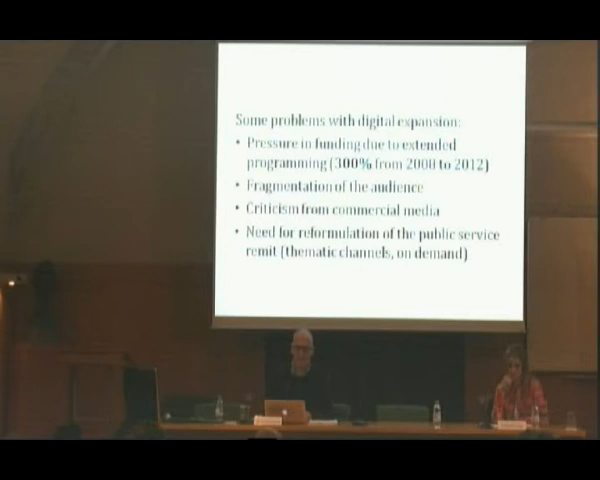 Some problems with digital expansion:
• Pressure in funding due to extended
programming (300% from 2008 to 2012)
• Fragmentation of the audience
• Criticism from commercial media
• Need for reformulation of the public service
remit (thematic channels, on demand)